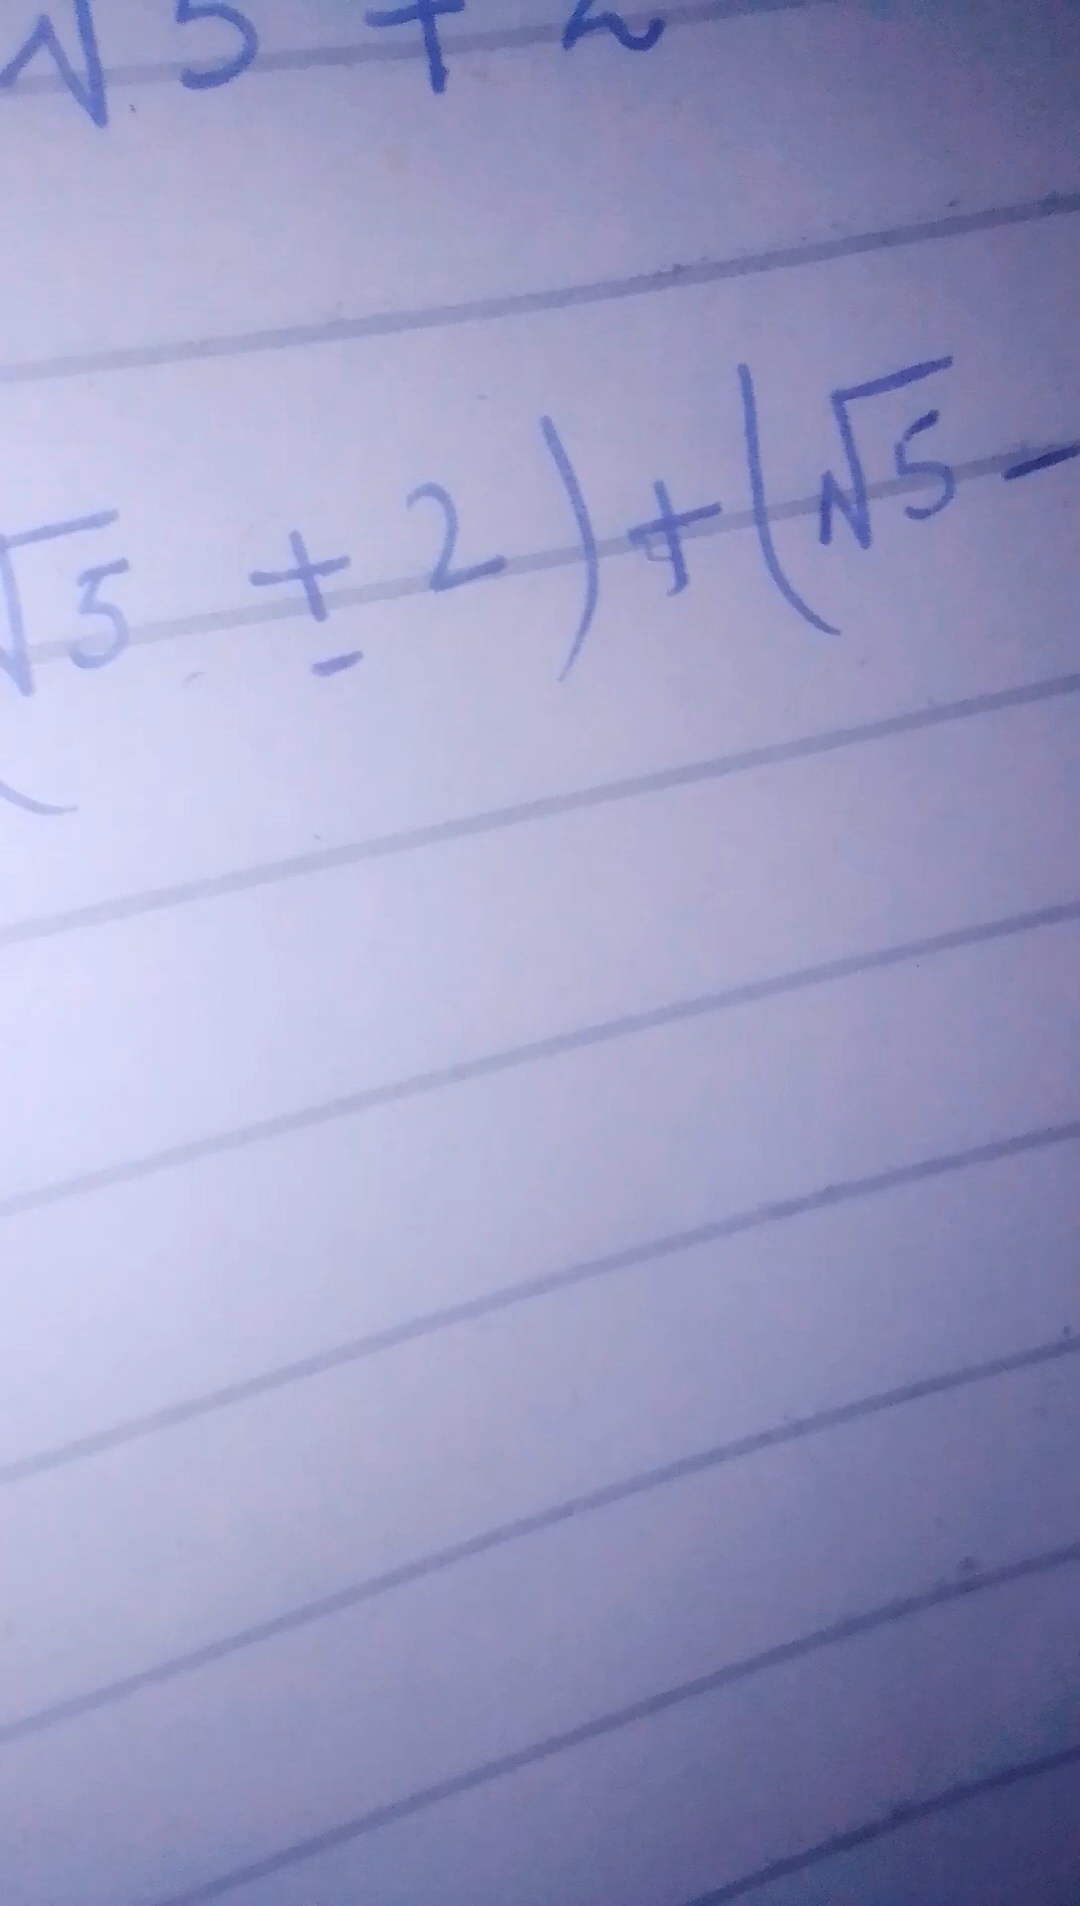 √5 + 2
√5 ± 2) + (√5 -